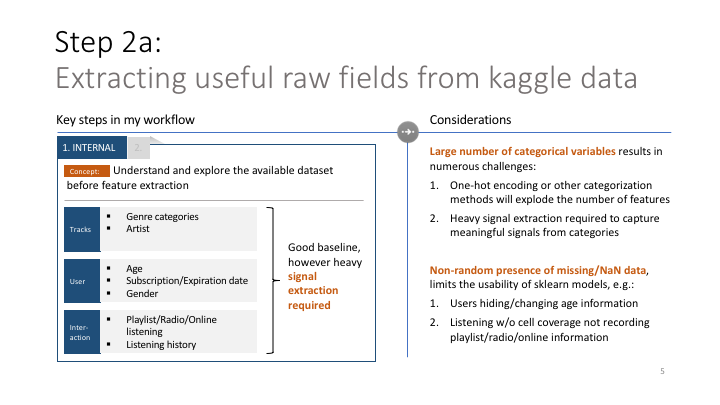 Step 2a:
Extracting useful raw fields from kaggle data
Key steps in my workflow
1. INTERNAL
2.
Concept:
Understand and explore the available dataset
before feature extraction
Tracks
▪ Genre categories
▪ Artist
User
▪ Age
▪ Subscription/Expiration date
▪ Gender
Inter-
action
▪ Playlist/Radio/Online
listening
▪ Listening history
Good baseline,
however heavy
signal
extraction
required
Considerations
Large number of categorical variables results in
numerous challenges:
1. One-hot encoding or other categorization
methods will explode the number of features
2. Heavy signal extraction required to capture
meaningful signals from categories
Non-random presence of missing/NaN data,
limits the usability of sklearn models, e.g.:
1. Users hiding/changing age information
2. Listening w/o cell coverage not recording
playlist/radio/online information
5